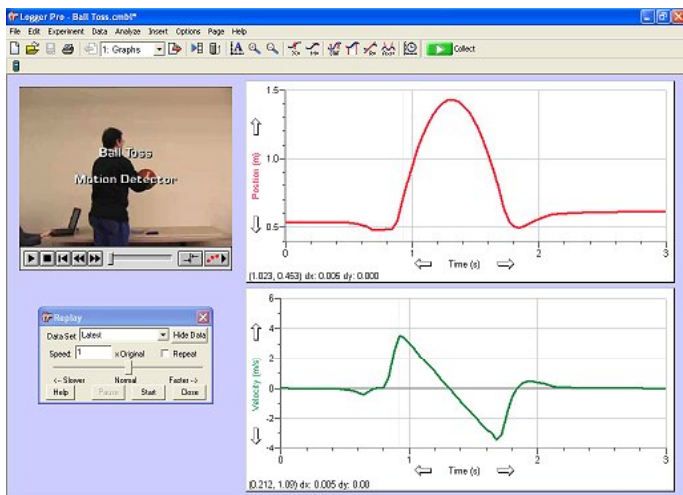 Logger Pro - Ball Toss.cmbl*
File Edit Experiment Data Analyze Insert Options Page Help
1: Graphs
Collect
Ball Toss
Motion Detector
1.5
1.0
0.5
Position (m)
0 1 2 3
Time (s)
(1.023, 0.453) dx: 0.005 dy: 0.000
Replay
Data Set: Latest Hide Data
Speed: 1 x Original Repeat
<-- Slower Normal Faster -->
Help Pause Start Close
6
4
2
0
-2
-4
Velocity (m/s)
0 1 2 3
Time (s)
(0.212, 1.09) dx: 0.005 dy: 0.00